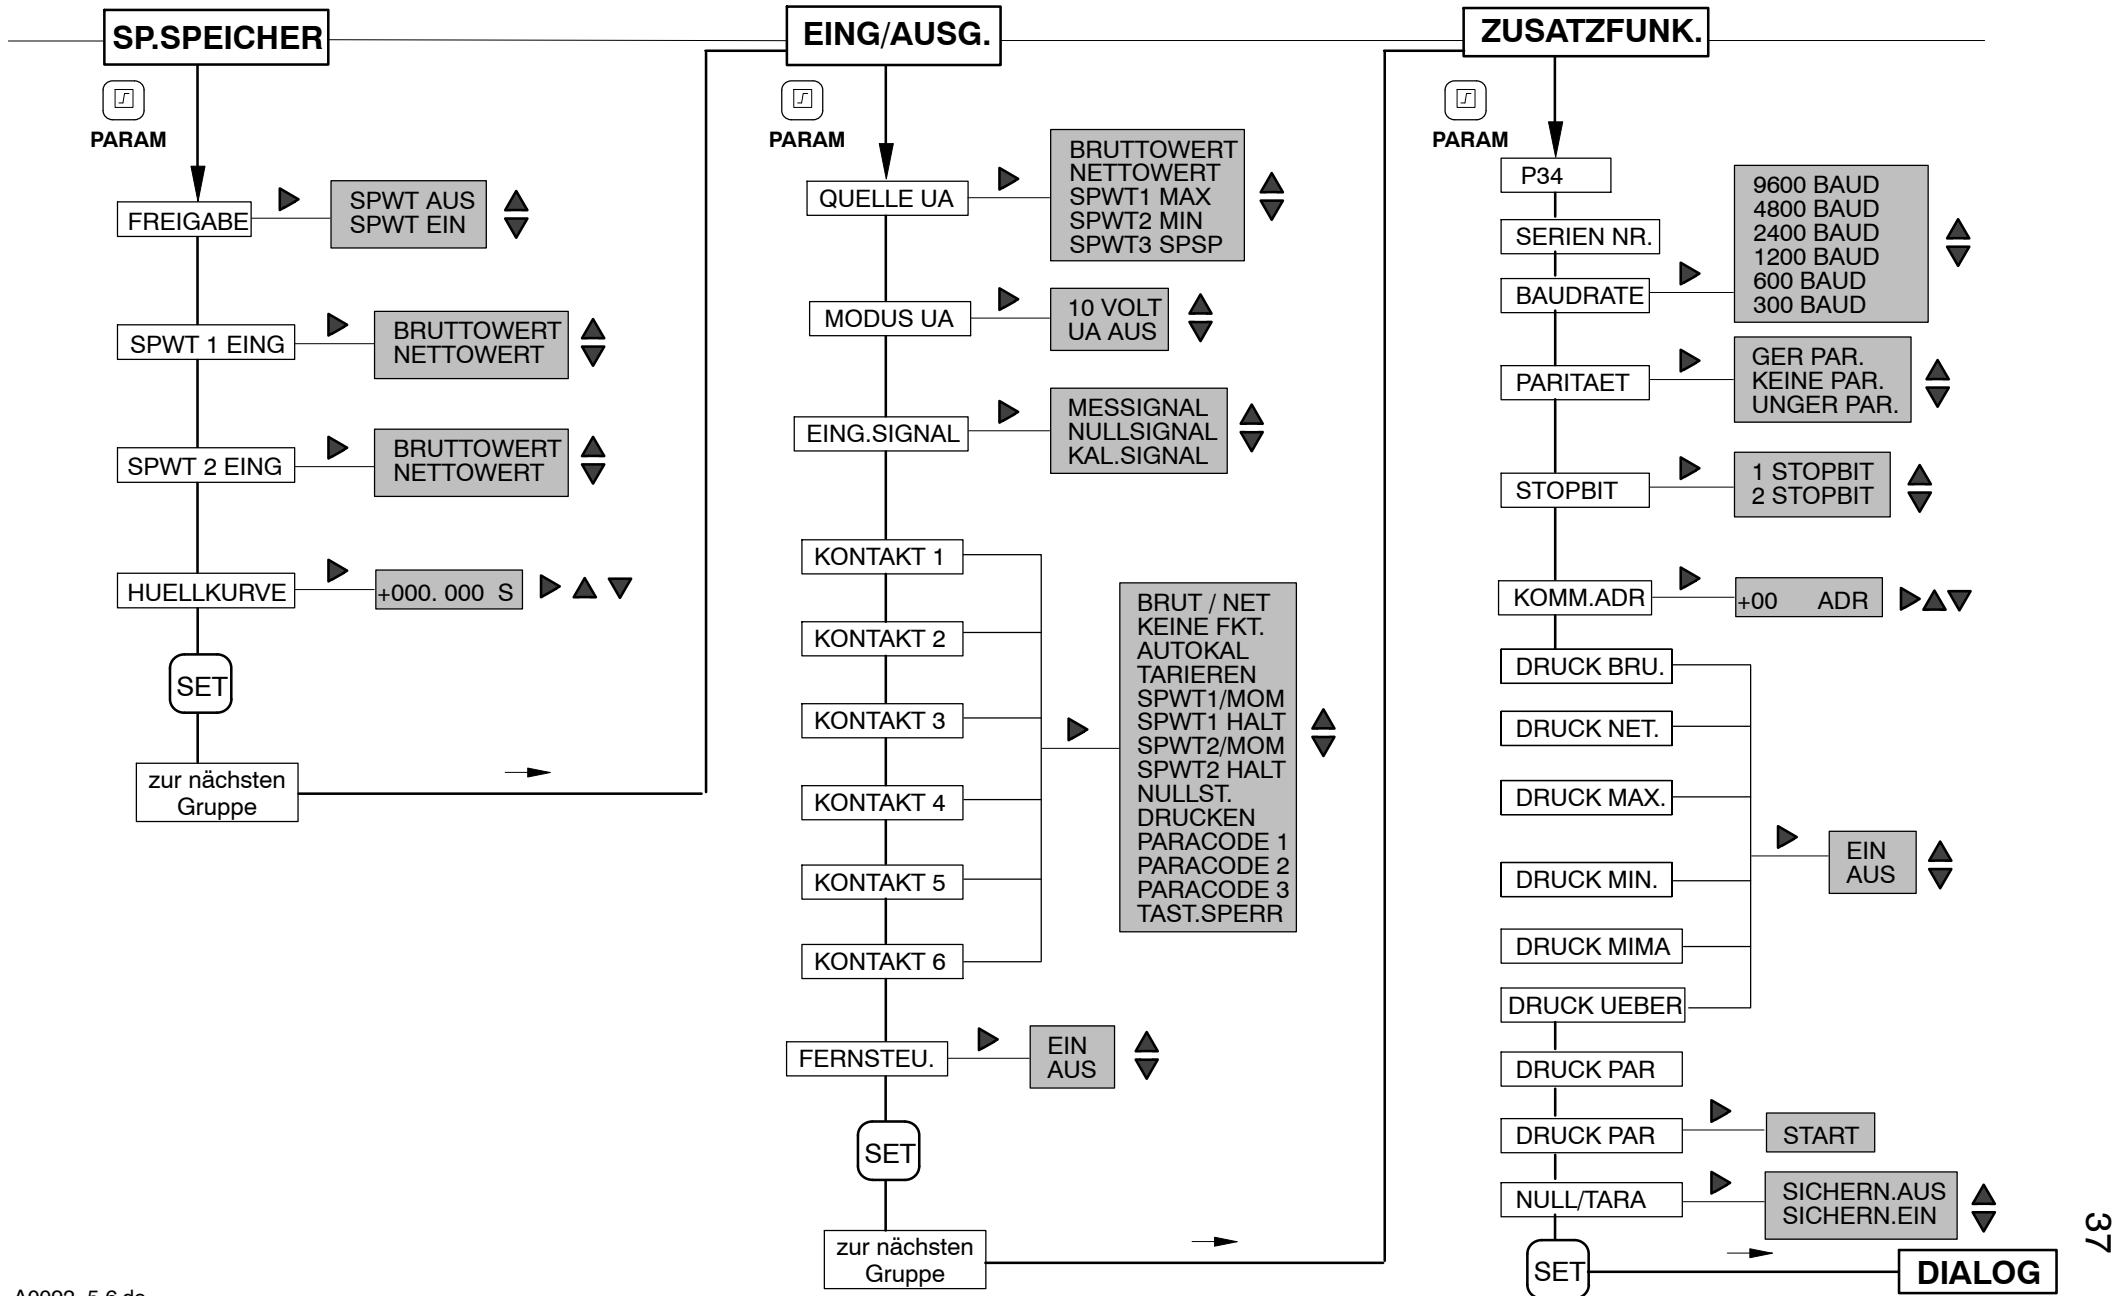 SP.SPEICHER
PARAM
FREIGABE
SPWT AUS
SPWT EIN
SPWT 1 EING
BRUTTOWERT
NETTOWERT
SPWT 2 EING
BRUTTOWERT
NETTOWERT
HUELLKURVE
+000. 000 S
SET
zur nächsten
Gruppe
EING/AUSG.
PARAM
QUELLE UA
BRUTTOWERT
NETTOWERT
SPWT1 MAX
SPWT2 MIN
SPWT3 SPSP
MODUS UA
10 VOLT
UA AUS
EING.SIGNAL
MESSIGNAL
NULLSIGNAL
KAL.SIGNAL
KONTAKT 1
KONTAKT 2
KONTAKT 3
KONTAKT 4
KONTAKT 5
KONTAKT 6
BRUT / NET
KEINE FKT.
AUTOKAL
TARIEREN
SPWT1/MOM
SPWT1 HALT
SPWT2/MOM
SPWT2 HALT
NULLST.
DRUCKEN
PARACODE 1
PARACODE 2
PARACODE 3
TAST.SPERR
FERNSTEU.
EIN
AUS
SET
zur nächsten
Gruppe
ZUSATZFUNK.
PARAM
P34
SERIEN NR.
BAUDRATE
9600 BAUD
4800 BAUD
2400 BAUD
1200 BAUD
600 BAUD
300 BAUD
PARITAET
GER PAR.
KEINE PAR.
UNGER PAR.
STOPBIT
1 STOPBIT
2 STOPBIT
KOMM.ADR
+00 ADR
DRUCK BRU.
DRUCK NET.
DRUCK MAX.
DRUCK MIN.
DRUCK MIMA
DRUCK UEBER
EIN
AUS
DRUCK PAR
DRUCK PAR
START
NULL/TARA
SICHERN.AUS
SICHERN.EIN
SET
DIALOG
37